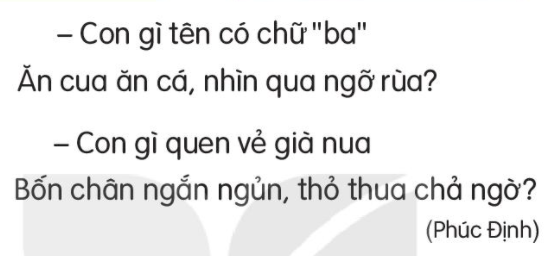 – Con gì tên có chữ "ba"
Ăn cua ăn cá, nhìn qua ngỡ rùa?
– Con gì quen vẻ già nua
Bốn chân ngắn ngủn, thỏ thua chả ngờ?
(Phúc Định)